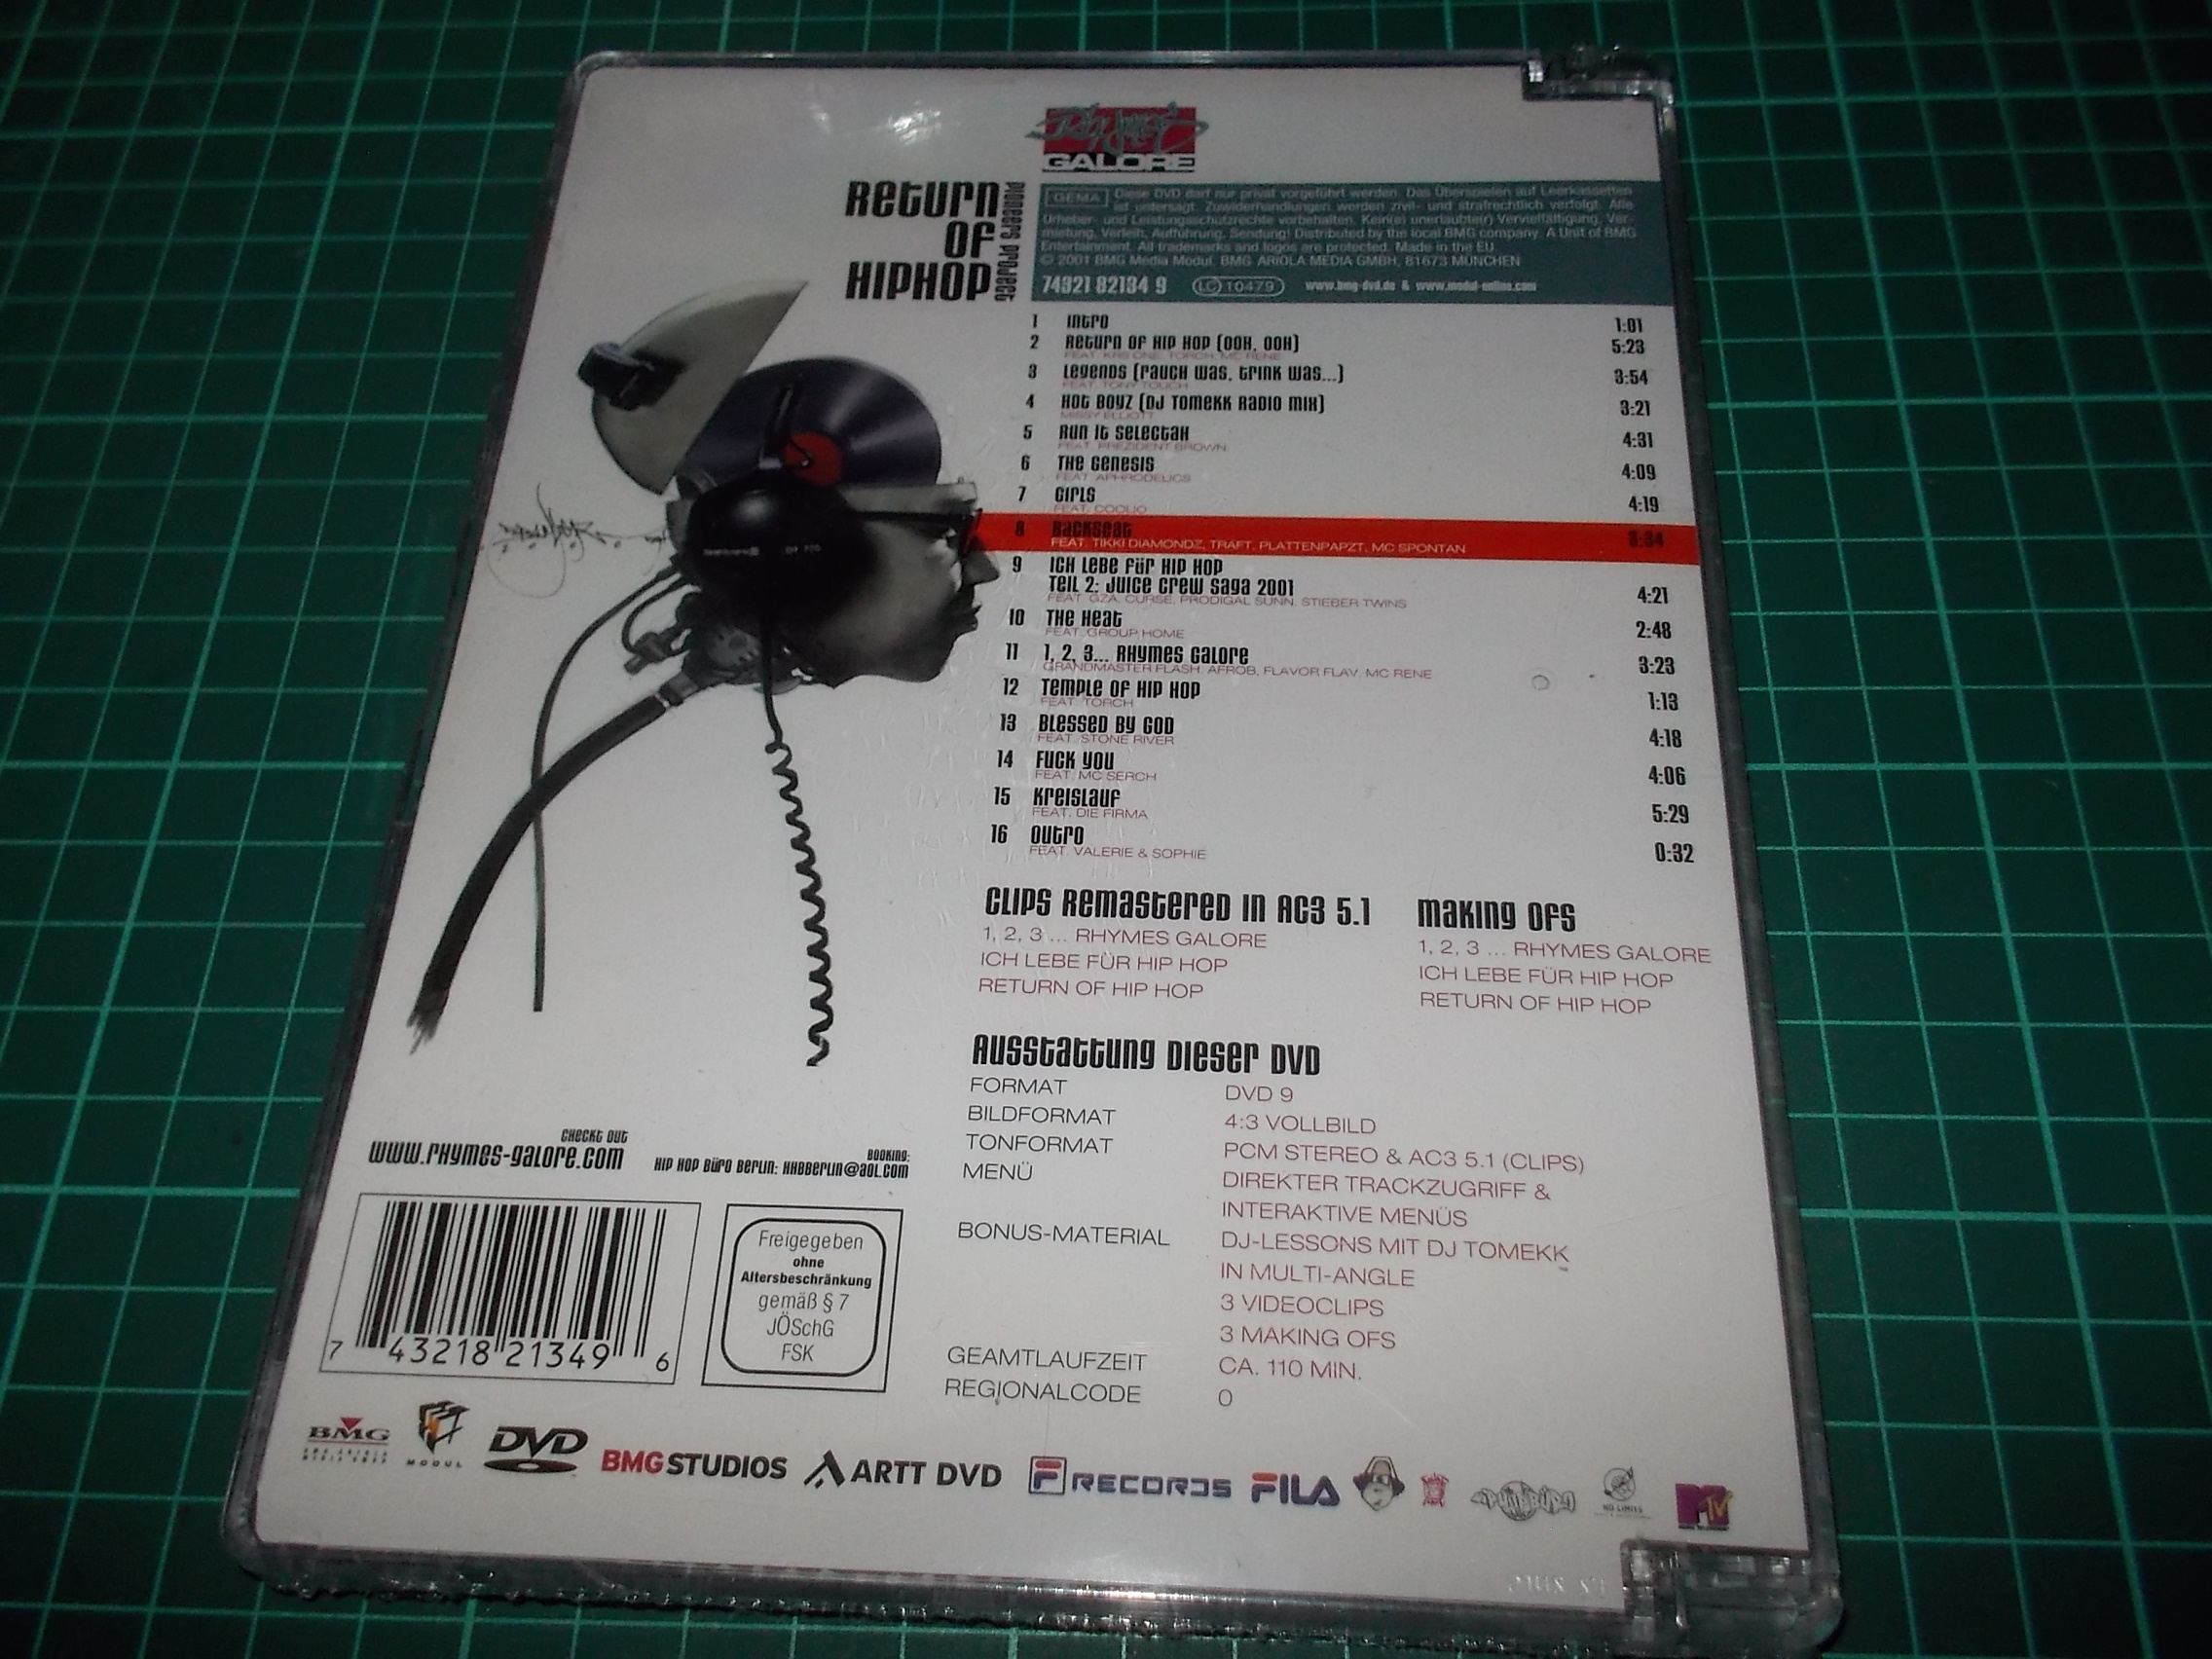 GALORE
Return
OF
HIPHOP
PIONEERS PROJECT
GEMA Diese DVD darf nur privat vorgeführt werden. Das Überspielen auf Leerkassetten
ist untersagt. Zuwiderhandlungen werden zivil- und strafrechtlich verfolgt. Alle
Urheber- und Leistungsschutzrechte vorbehalten. Kein(e) unerlaubte(r) Vervielfältigung, Ver-
mietung, Verleih, Aufführung, Sendung! Distributed by the local BMG company. A Unit of BMG
Entertainment. All trademarks and logos are protected. Made in the EU.
© 2001 BMG Media Modul. BMG ARIOLA MEDIA GMBH, 81673 MÜNCHEN
74321 82134 9 LC 10479 www.bmg-dvd.de & www.modul-online.com
1 Intro 1:01
2 Return OF HIP HOP (OOH, OOH) 5:23
FEAT. KRS ONE, TORCH, MC RENE
3 Legends (rauch was, trink was...) 3:54
FEAT. TONY TOUCH
4 HOT BOYZ (DJ TOMEKK RADIO MIX) 3:21
MISSY ELLIOTT
5 RUN IT SELECTAH 4:31
FEAT. PREZIDENT BROWN
6 THE GENESIS 4:09
FEAT. APHRODELICS
7 GIRLS 4:19
FEAT. COOLIO
8 BACKSEAT 3:34
FEAT. TIKKI DIAMONDZ, TRAFT, PLATTENPAPZT, MC SPONTAN
9 ICH LEBE FÜR HIP HOP
TEIL 2: JUICE CREW SAGA 2001 4:21
FEAT. GZA, CURSE, PRODIGAL SUNN, STIEBER TWINS
10 THE HEAT 2:48
FEAT. GROUP HOME
11 1, 2, 3... RHYMES GALORE 3:23
GRANDMASTER FLASH, AFROB, FLAVOR FLAV, MC RENE
12 TEMPLE OF HIP HOP 1:13
FEAT. TORCH
13 BLESSED BY GOD 4:18
FEAT. STONE RIVER
14 FUCK YOU 4:06
FEAT. MC SERCH
15 KREISLAUF 5:29
FEAT. DIE FIRMA
16 OUTRO 0:32
FEAT. VALERIE & SOPHIE
CLIPS REMASTERED IN AC3 5.1
1, 2, 3 ... RHYMES GALORE
ICH LEBE FÜR HIP HOP
RETURN OF HIP HOP
MAKING OFS
1, 2, 3 ... RHYMES GALORE
ICH LEBE FÜR HIP HOP
RETURN OF HIP HOP
AUSSTATTUNG DIESER DVD
FORMAT DVD 9
BILDFORMAT 4:3 VOLLBILD
TONFORMAT PCM STEREO & AC3 5.1 (CLIPS)
MENÜ DIREKTER TRACKZUGRIFF &
INTERAKTIVE MENÜS
BONUS-MATERIAL DJ-LESSONS MIT DJ TOMEKK
IN MULTI-ANGLE
3 VIDEOCLIPS
3 MAKING OFS
GEAMTLAUFZEIT CA. 110 MIN.
REGIONALCODE 0
CHECKT OUT
www.rhymes-galore.com
BOOKING:
HIP HOP BÜRO BERLIN: HHBBERLIN@AOL.COM
7 43218 21349 6
Freigegeben
ohne
Altersbeschränkung
gemäß § 7
JÖSchG
FSK
BMG
MODUL
DVD
BMG STUDIOS
ARTT DVD
F RECORDS
FILA
NO LIMITS
MTV